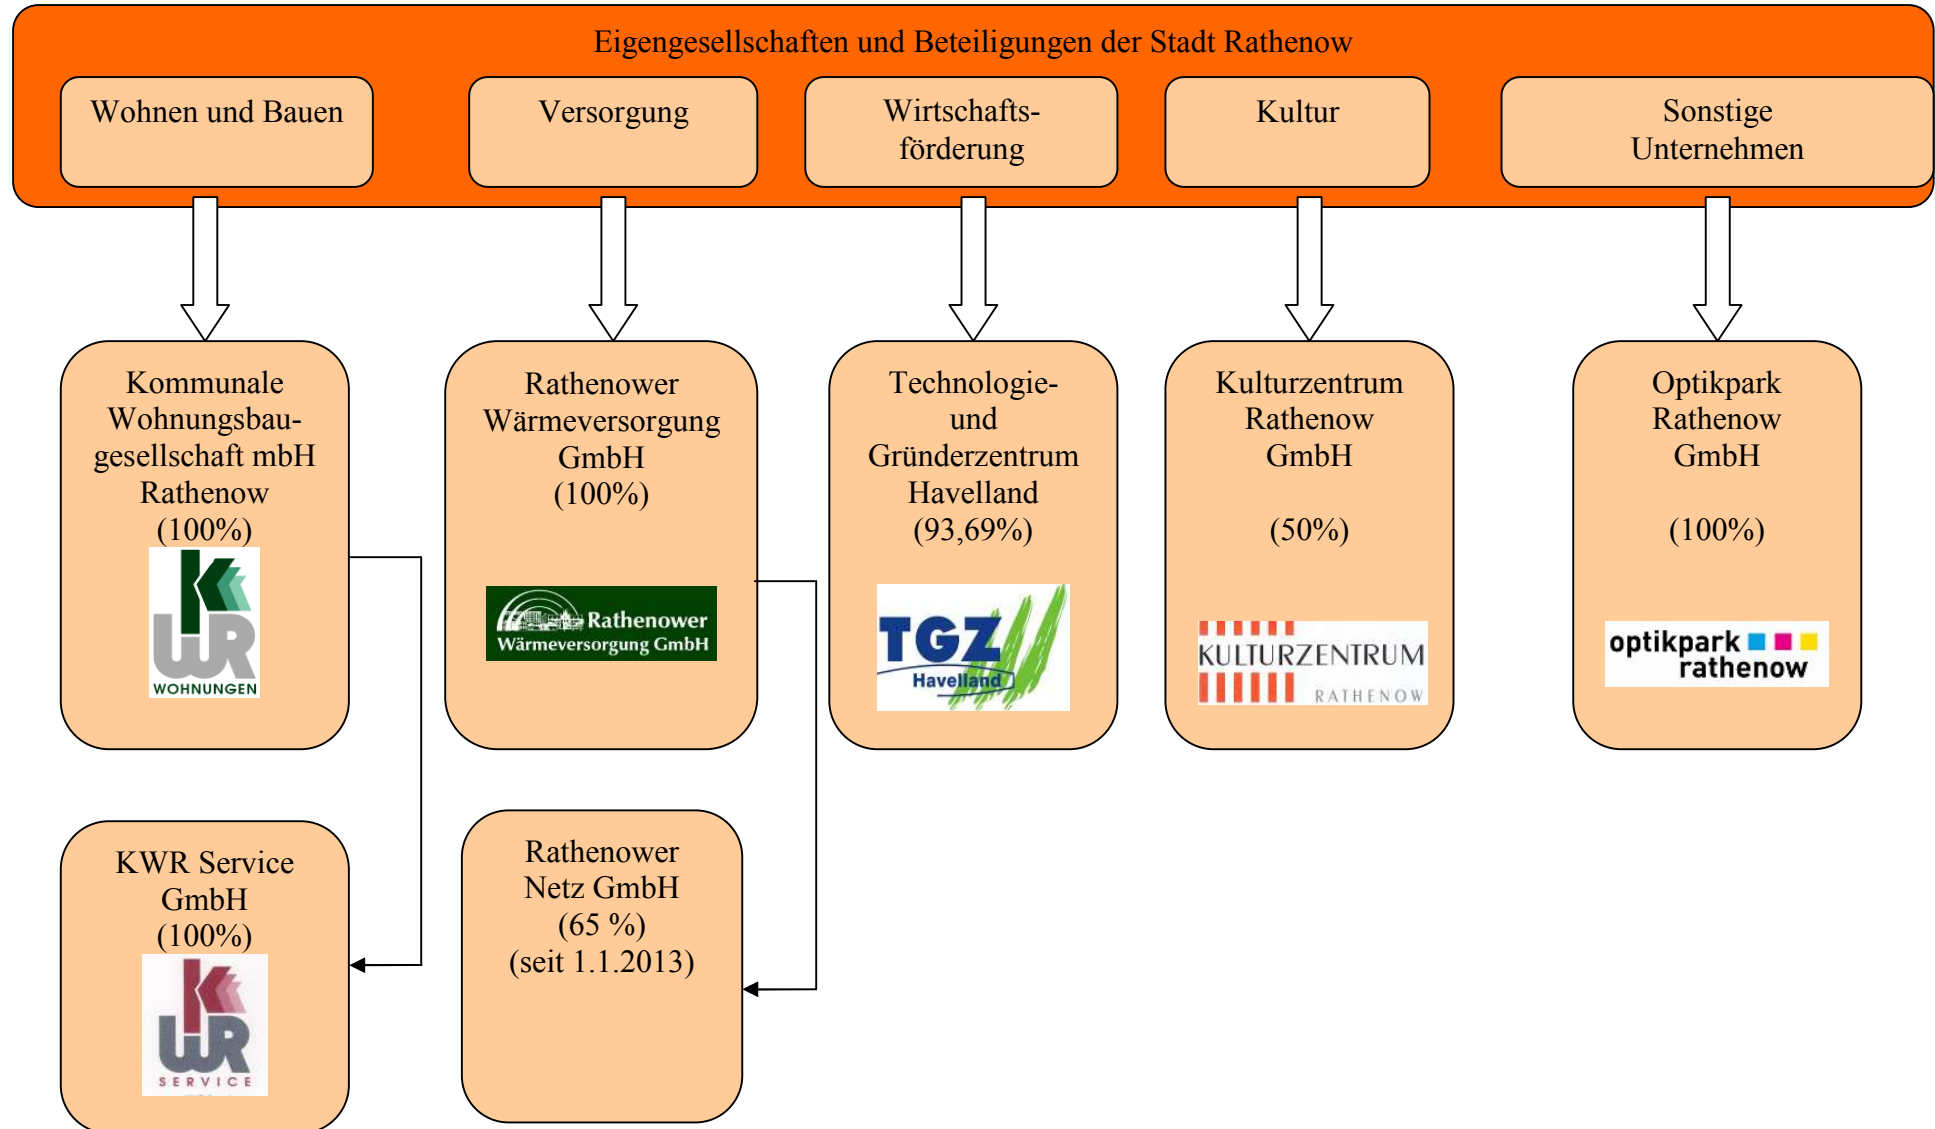 Eigengesellschaften und Beteiligungen der Stadt Rathenow
Wohnen und Bauen
Versorgung
Wirtschafts-
förderung
Kultur
Sonstige
Unternehmen
Kommunale
Wohnungsbau-
gesellschaft mbH
Rathenow
(100%)
KWR
WOHNUNGEN
Rathenower
Wärmeversorgung
GmbH
(100%)
Rathenower
Wärmeversorgung GmbH
Technologie-
und
Gründerzentrum
Havelland
(93,69%)
TGZ
Havelland
Kulturzentrum
Rathenow
GmbH
(50%)
KULTURZENTRUM
RATHENOW
Optikpark
Rathenow
GmbH
(100%)
optikpark
rathenow
KWR Service
GmbH
(100%)
KWR
SERVICE
Rathenower
Netz GmbH
(65 %)
(seit 1.1.2013)